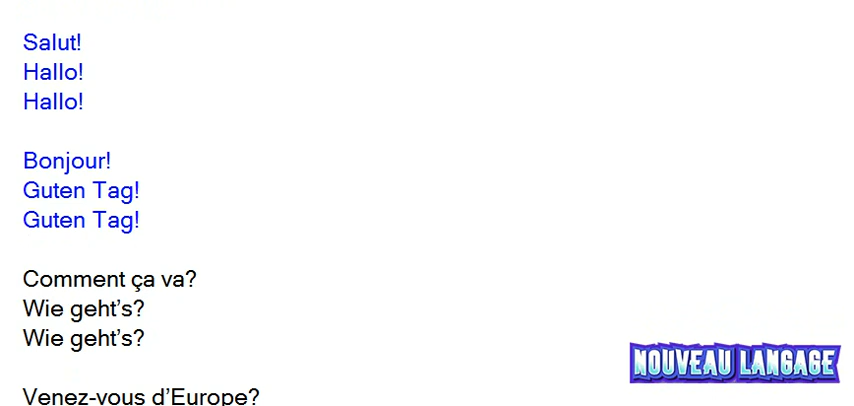 Salut!
Hallo!
Hallo!
Bonjour!
Guten Tag!
Guten Tag!
Comment ça va?
Wie geht’s?
Wie geht’s?
NOUVEAU LANGAGE
Venez-vous d’Europe?